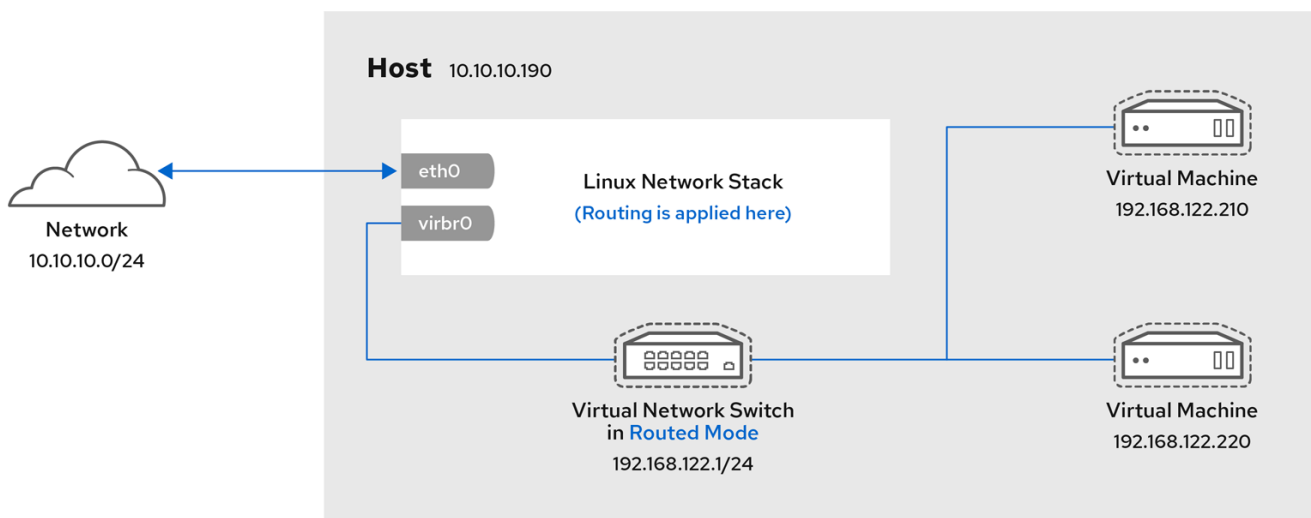 Host 10.10.10.190
eth0
virbr0
Linux Network Stack
(Routing is applied here)
Network
10.10.10.0/24
Virtual Machine
192.168.122.210
Virtual Network Switch
in Routed Mode
192.168.122.1/24
Virtual Machine
192.168.122.220